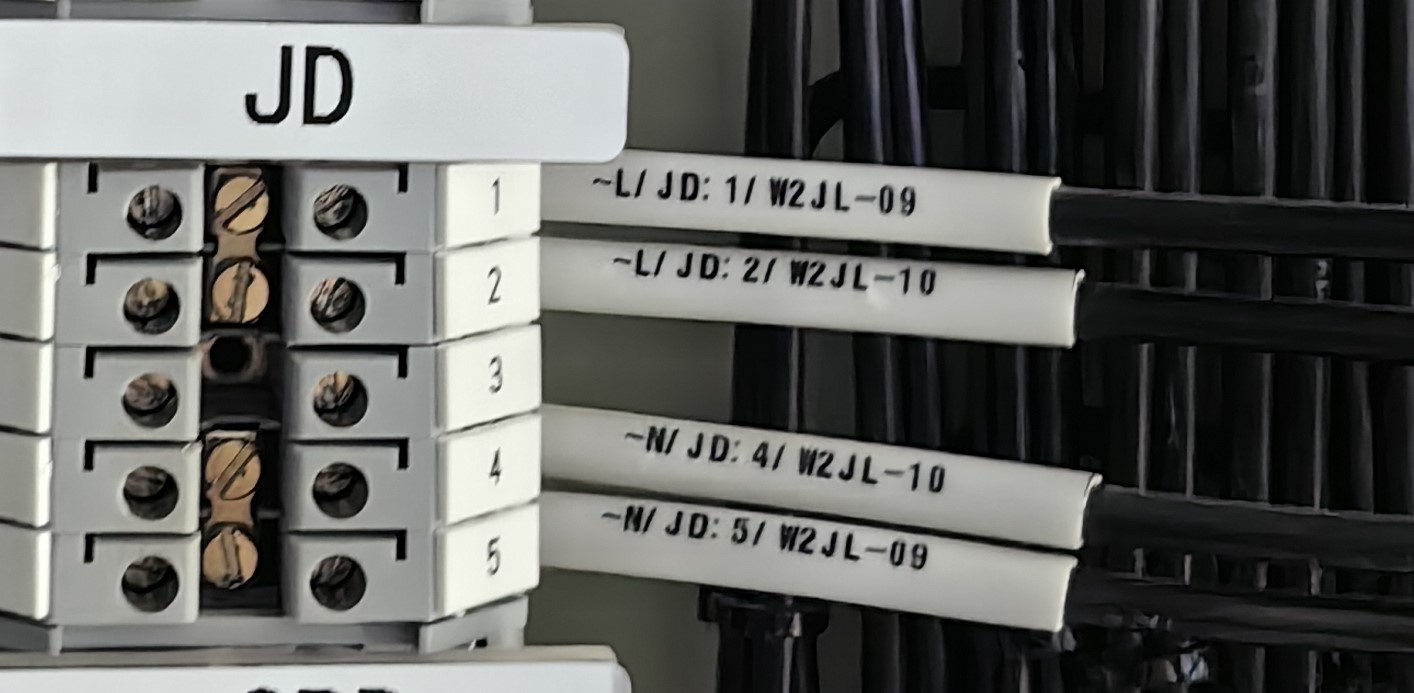 JD
1
~L/ JD: 1/ W2JL-09
2
~L/ JD: 2/ W2JL-10
3
4
~N/ JD: 4/ W2JL-10
5
~N/ JD: 5/ W2JL-09